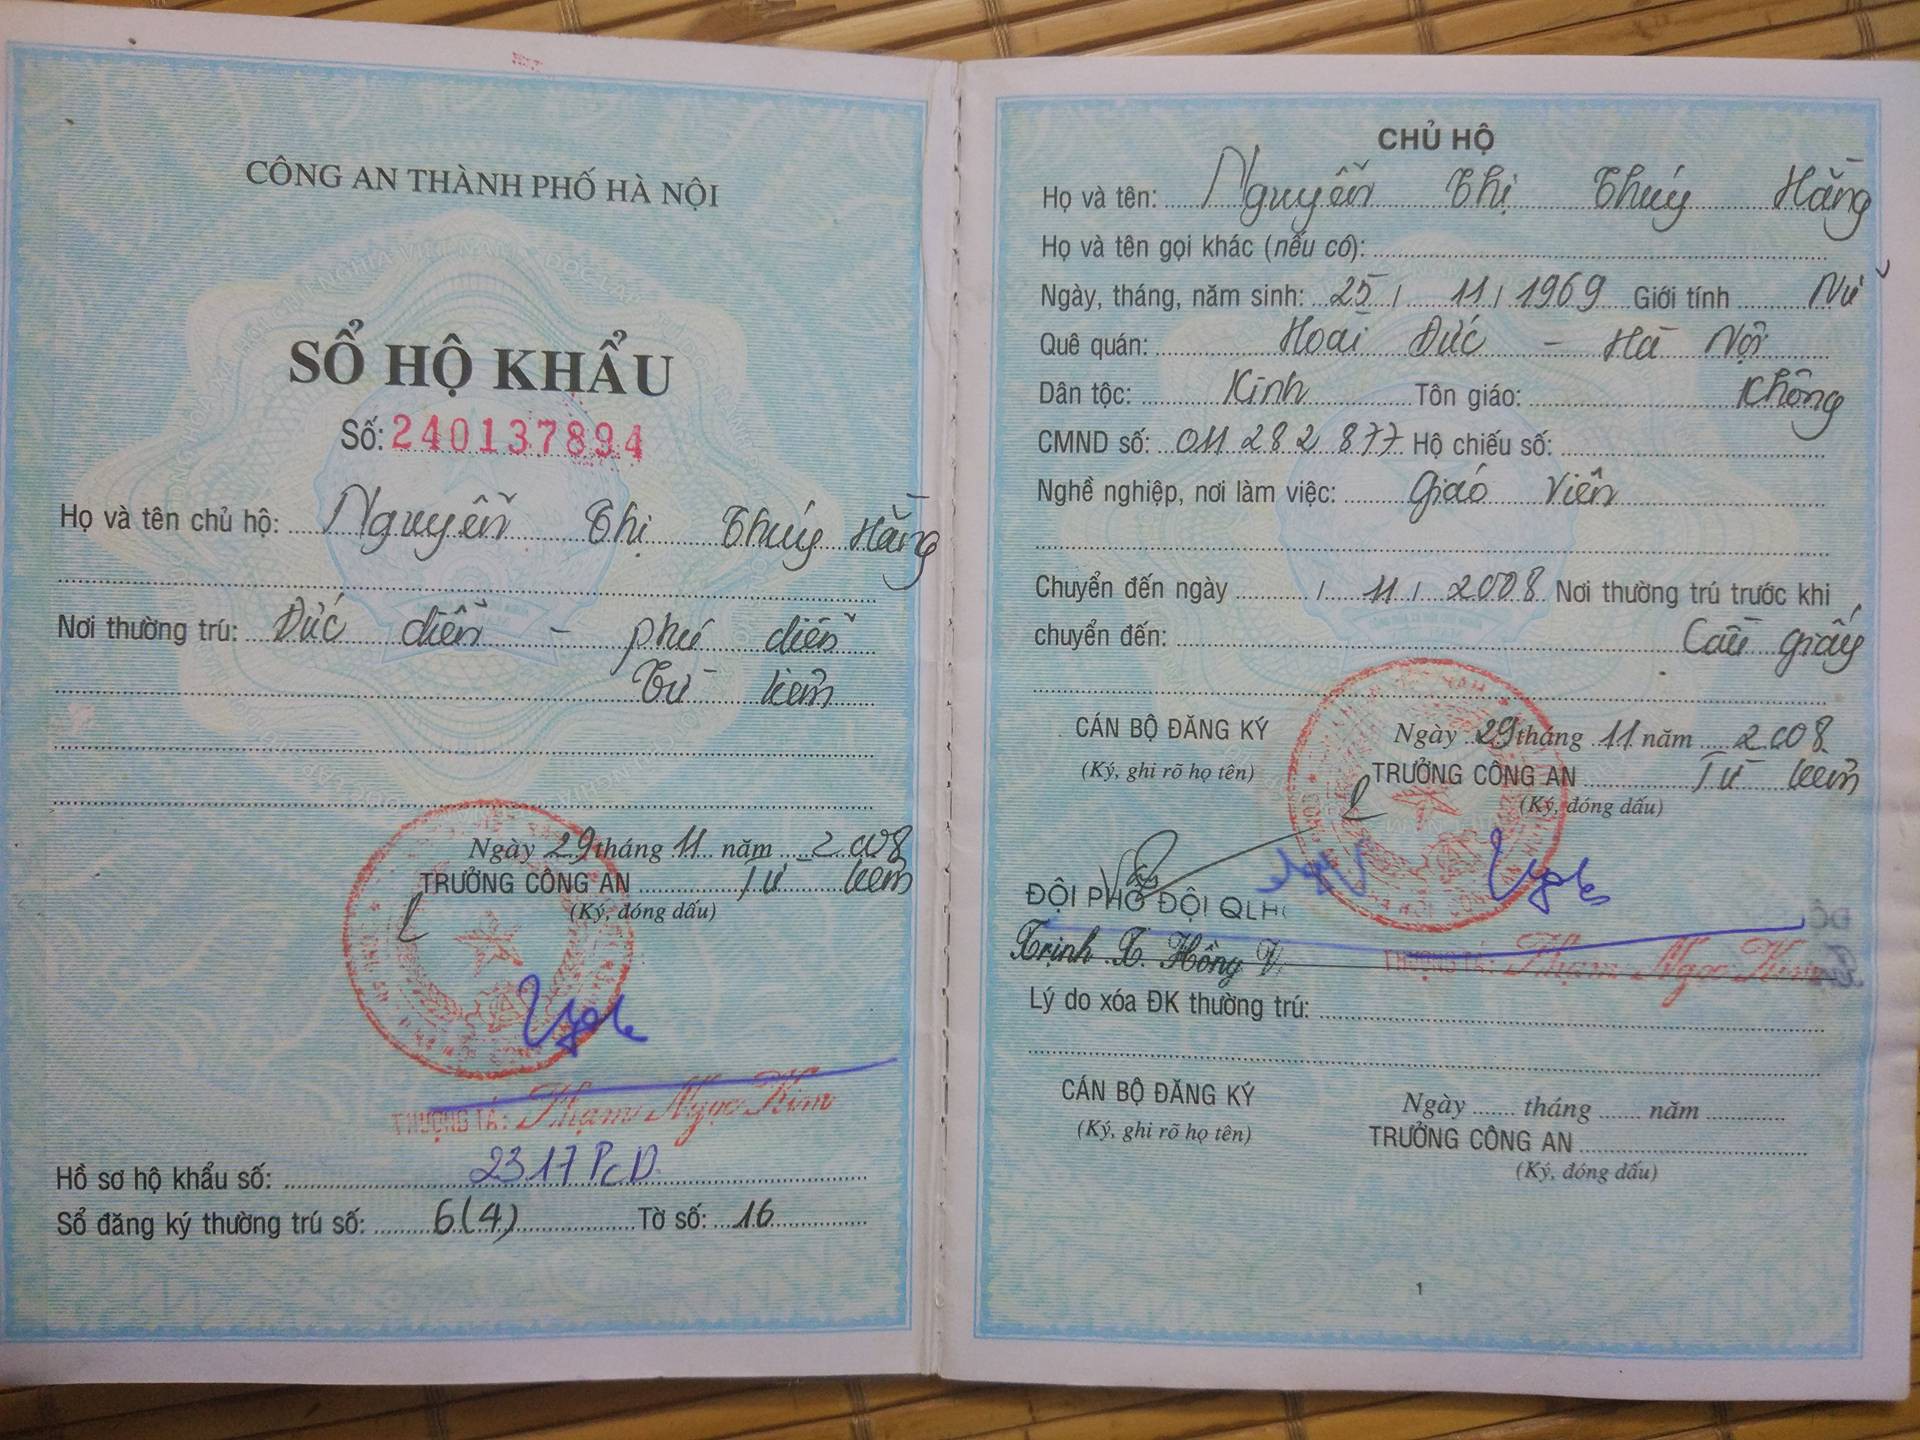 CÔNG AN THÀNH PHỐ HÀ NỘI
SỔ HỘ KHẨU
Số: 240137894
Họ và tên chủ hộ: Nguyễn Thị Thúy Hằng
Nơi thường trú: Đức diễn - phú diễn
Từ liêm
Ngày 29 tháng 11 năm 2008
TRƯỞNG CÔNG AN Từ liêm
(Ký, đóng dấu)
THƯỢNG TÁ: Phạm Ngọc Kim
Hồ sơ hộ khẩu số: 2317 PcD
Sổ đăng ký thường trú số: 6(4) Tờ số: 16
CHỦ HỘ
Họ và tên: Nguyễn Thị Thúy Hằng
Họ và tên gọi khác (nếu có):
Ngày, tháng, năm sinh: 25 / 11 / 1969 Giới tính Nữ
Quê quán: Hoài Đức - Hà Nội
Dân tộc: Kinh Tôn giáo: Không
CMND số: 011 282 877 Hộ chiếu số:
Nghề nghiệp, nơi làm việc: Giáo viên
Chuyển đến ngày / 11 / 2008 Nơi thường trú trước khi
chuyển đến: Cầu giấy
CÁN BỘ ĐĂNG KÝ
(Ký, ghi rõ họ tên)
Ngày 29 tháng 11 năm 2008
TRƯỞNG CÔNG AN Từ liêm
(Ký, đóng dấu)
ĐỘI PHÓ ĐỘI QLH
Trịnh T. Hồng
THƯỢNG TÁ: Phạm Ngọc Kim
Lý do xóa ĐK thường trú:
CÁN BỘ ĐĂNG KÝ
(Ký, ghi rõ họ tên)
Ngày ....... tháng ...... năm ............
TRƯỞNG CÔNG AN
(Ký, đóng dấu)
1